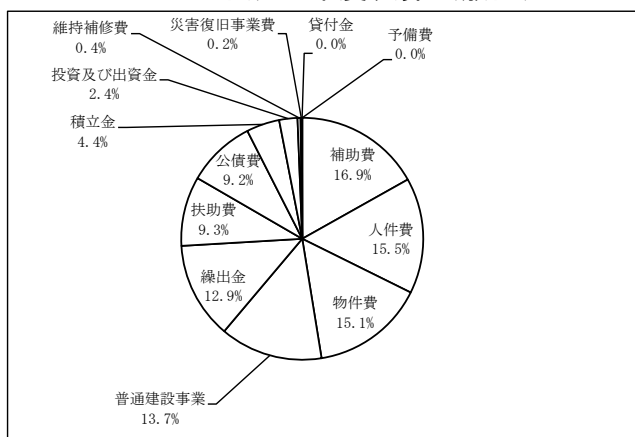 維持補修費
0.4%
災害復旧事業費
0.2%
貸付金
0.0%
予備費
0.0%
投資及び出資金
2.4%
積立金
4.4%
公債費
9.2%
扶助費
9.3%
繰出金
12.9%
普通建設事業
13.7%
物件費
15.1%
人件費
15.5%
補助費
16.9%